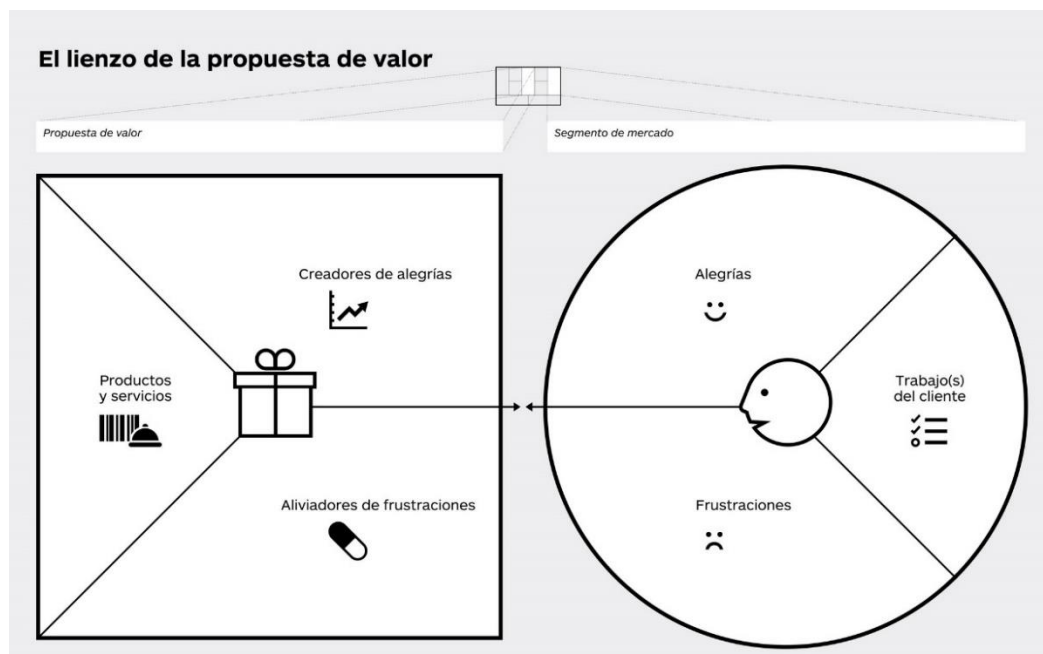 El lienzo de la propuesta de valor
Propuesta de valor
Segmento de mercado
Creadores de alegrías
Alegrías
Productos
y servicios
Trabajo(s)
del cliente
Aliviadores de frustraciones
Frustraciones